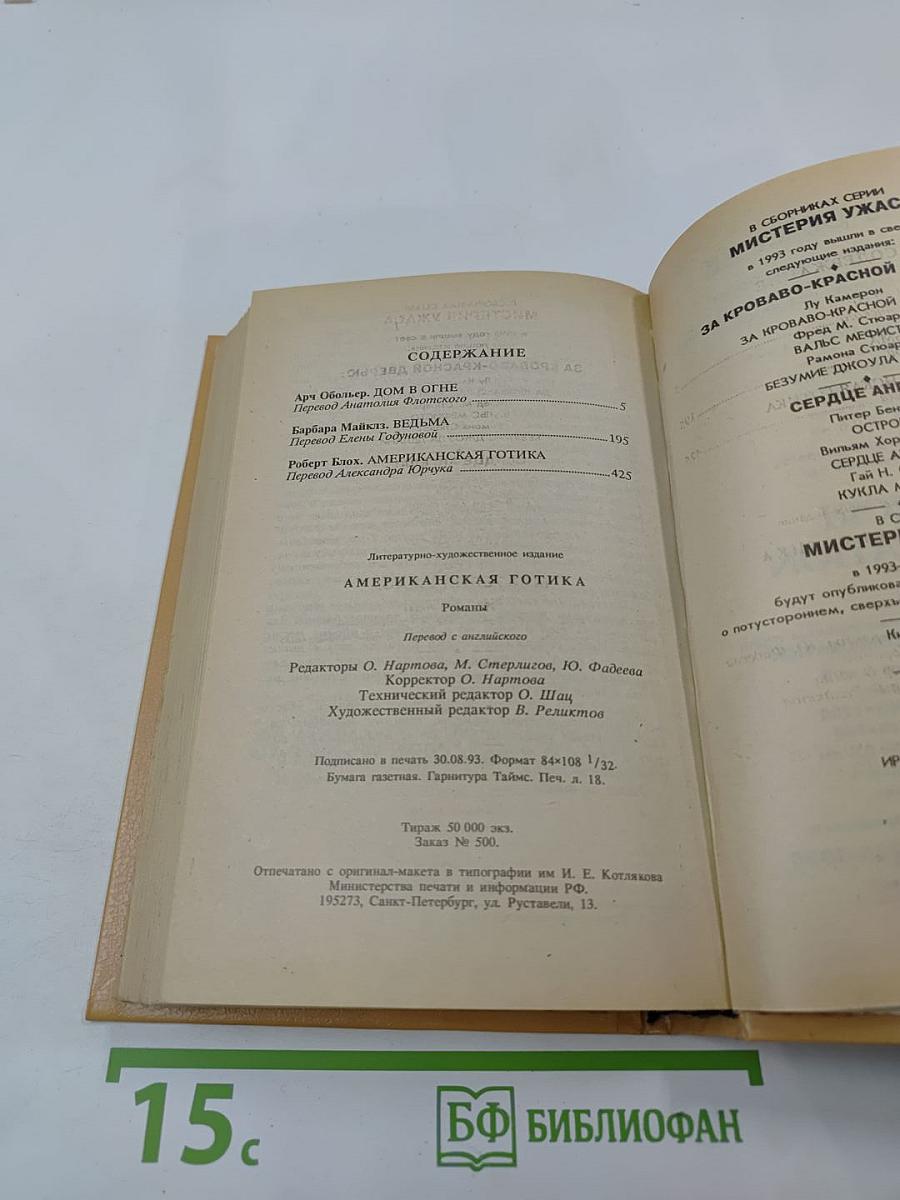 СОДЕРЖАНИЕ
Арч Обольер. ДОМ В ОГНЕ
Перевод Анатолия Флотского 5
Барбара Майклз. ВЕДЬМА
Перевод Елены Годуновой 195
Роберт Блох. АМЕРИКАНСКАЯ ГОТИКА
Перевод Александра Юрчука 425
Литературно-художественное издание
АМЕРИКАНСКАЯ ГОТИКА
Романы
Перевод с английского
Редакторы О. Нартова, М. Стерлигов, Ю. Фадеева
Корректор О. Нартова
Технический редактор О. Шац
Художественный редактор В. Реликтов
Подписано в печать 30.08.93. Формат 84×108 1/32.
Бумага газетная. Гарнитура Таймс. Печ. л. 18.
Тираж 50 000 экз.
Заказ № 500.
Отпечатано с оригинал-макета в типографии им И. Е. Котлякова
Министерства печати и информации РФ.
195273, Санкт-Петербург, ул. Руставели, 13.
В СБОРНИКАХ СЕРИИ
МИСТЕРИЯ УЖАС
в 1993 году вышли в све
следующие издания:
ЗА КРОВАВО-КРАСНОЙ
Лу Камерон
ЗА КРОВАВО-КРАСНОЙ
Фред М. Стюар
ВАЛЬС МЕФИСТ
Рамона Стюар
БЕЗУМИЕ ДЖОУЛА
СЕРДЦЕ АНГ
Питер Бен
ОСТРО
Вильям Хор
СЕРДЦЕ А
Гай Н.
КУКЛА
В С
МИСТЕРИ
в 1993-
будут опубликова
о потустороннем, сверхъ
Ки
ИР
15 с
БФ БИБЛИОФАН